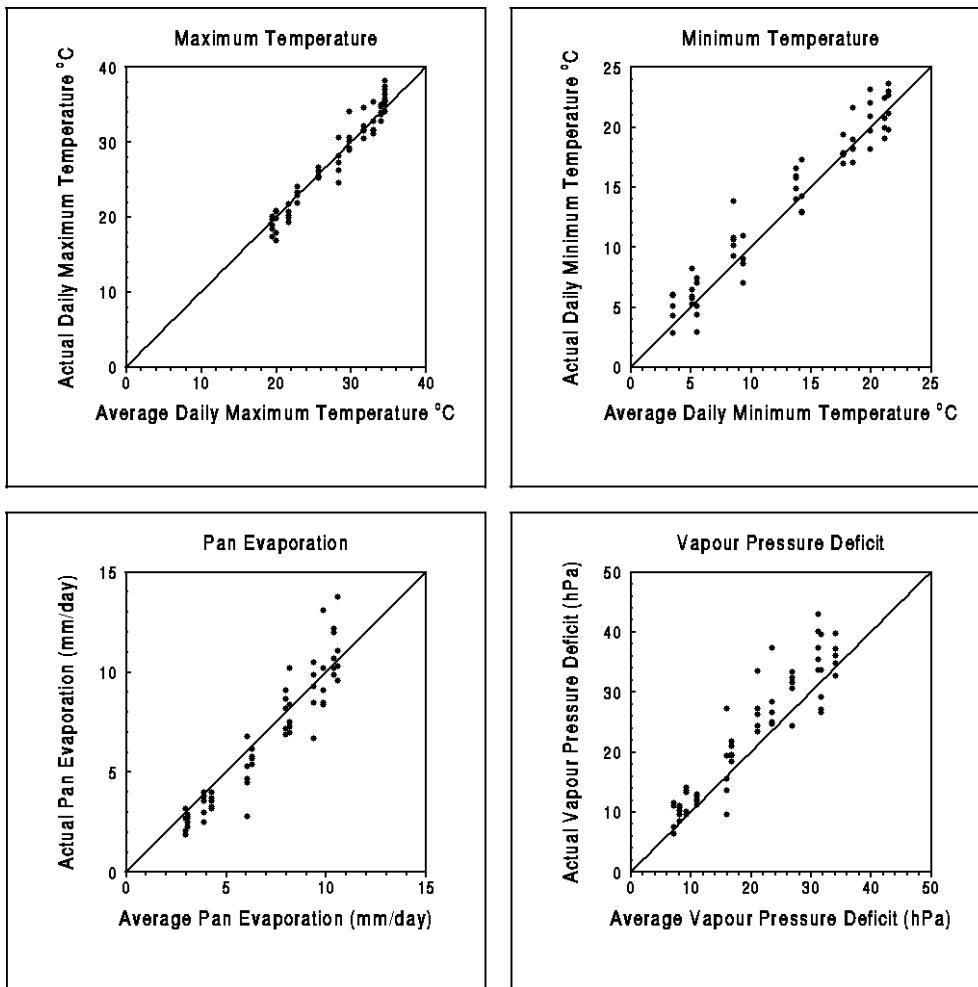 Maximum Temperature
Actual Daily Maximum Temperature °C
40
30
20
10
0
0 10 20 30 40
Average Daily Maximum Temperature °C
Minimum Temperature
Actual Daily Minimum Temperature °C
25
20
15
10
5
0
0 5 10 15 20 25
Average Daily Minimum Temperature °C
Pan Evaporation
Actual Pan Evaporation (mm/day)
15
10
5
0
0 5 10 15
Average Pan Evaporation (mm/day)
Vapour Pressure Deficit
Actual Vapour Pressure Deficit (hPa)
50
40
30
20
10
0
0 10 20 30 40 50
Average Vapour Pressure Deficit (hPa)